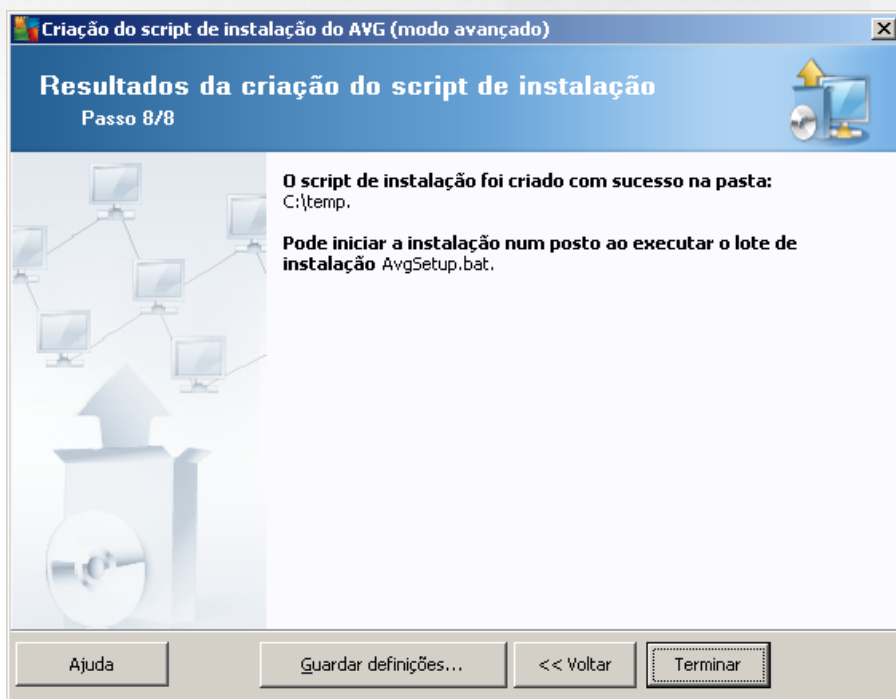 Criação do script de instalação do AVG (modo avançado)
Resultados da criação do script de instalação
Passo 8/8
O script de instalação foi criado com sucesso na pasta:
C:\temp.
Pode iniciar a instalação num posto ao executar o lote de
instalação AvgSetup.bat.
Ajuda
Guardar definições...
<< Voltar
Terminar